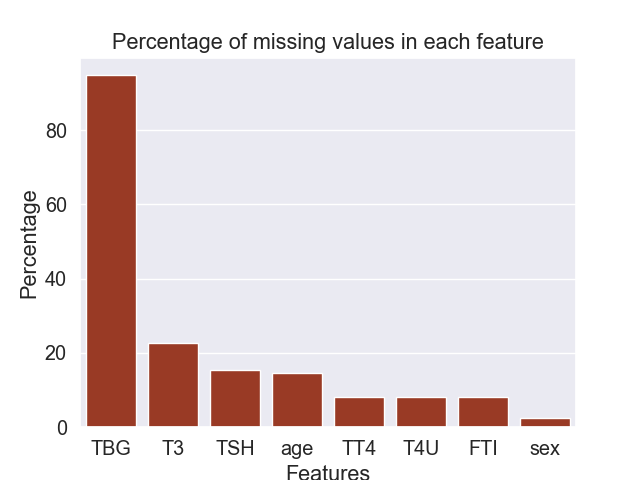 Percentage of missing values in each feature
Percentage
80
60
40
20
0
TBG T3 TSH age TT4 T4U FTI sex
Features